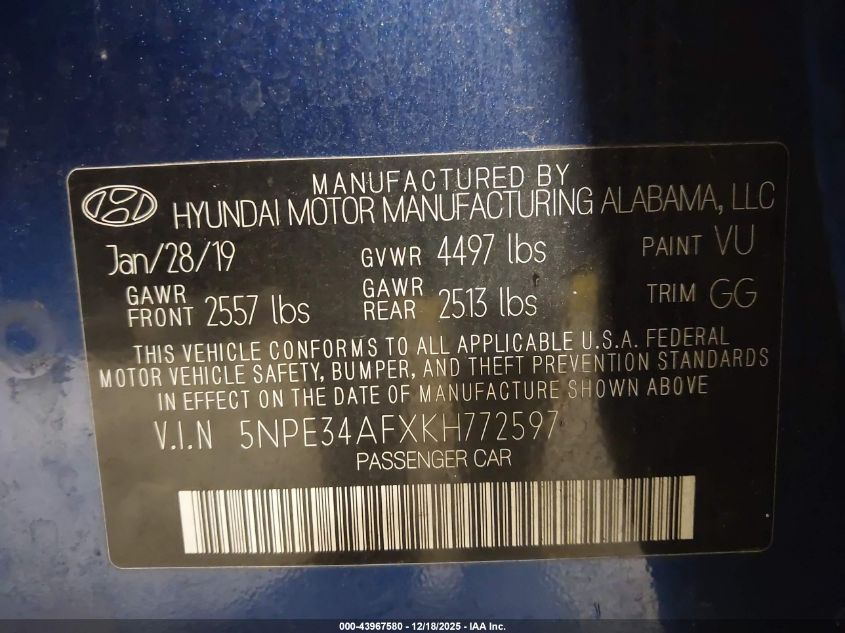 MANUFACTURED BY
HYUNDAI MOTOR MANUFACTURING ALABAMA, LLC
Jan/28/19 GVWR 4497 lbs PAINT VU
GAWR FRONT 2557 lbs GAWR REAR 2513 lbs TRIM GG
THIS VEHICLE CONFORMS TO ALL APPLICABLE U.S.A. FEDERAL
MOTOR VEHICLE SAFETY, BUMPER, AND THEFT PREVENTION STANDARDS
IN EFFECT ON THE DATE OF MANUFACTURE SHOWN ABOVE
V.I.N 5NPE34AFXKH772597
PASSENGER CAR
000-43967580 - 12/18/2025 - IAA Inc.